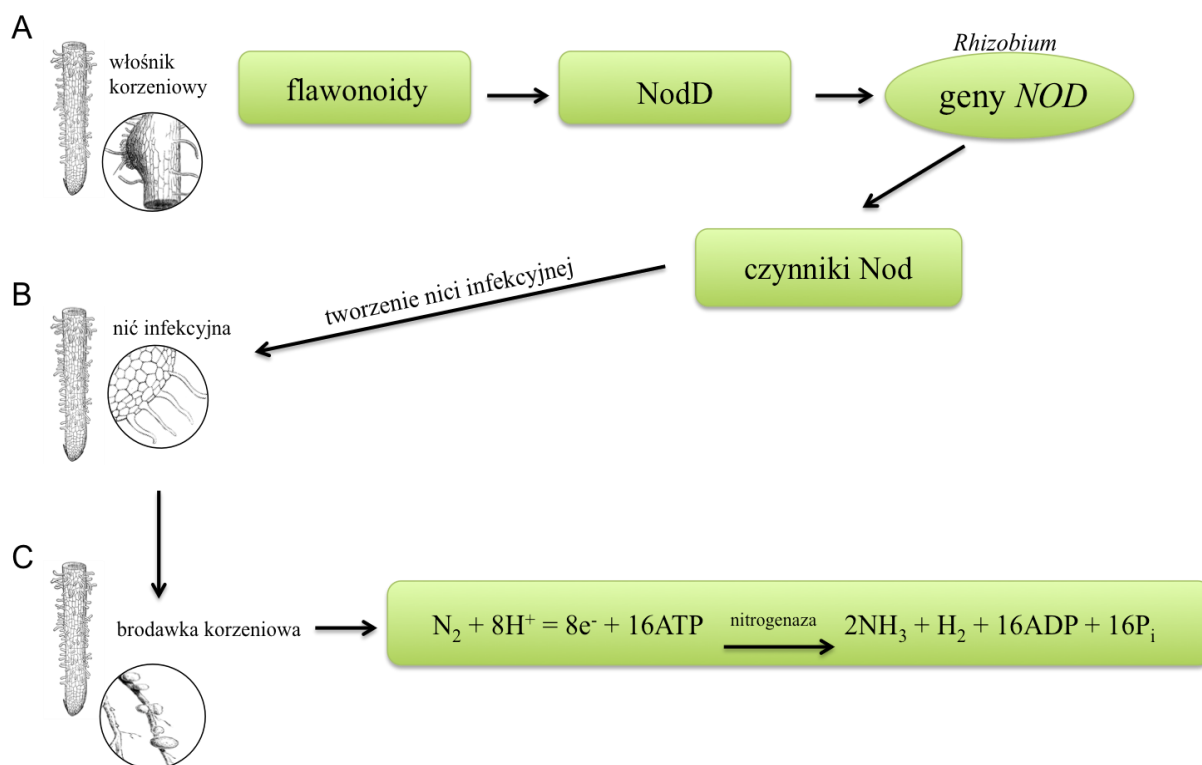 A
włośnik
korzeniowy
flawonoidy
NodD
Rhizobium
geny NOD
czynniki Nod
tworzenie nici infekcyjnej
B
nić infekcyjna
C
brodawka korzeniowa
N₂ + 8H⁺ = 8e⁻ + 16ATP nitrogenaza 2NH₃ + H₂ + 16ADP + 16Pᵢ